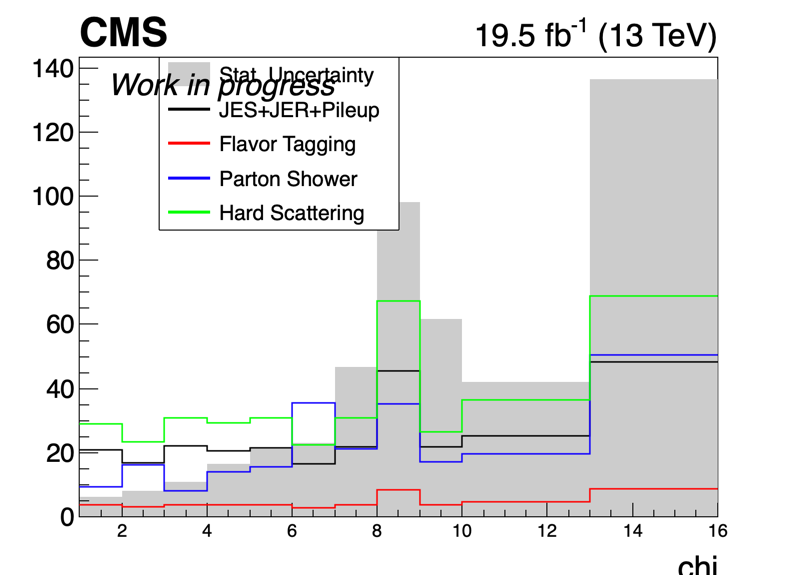 CMS
19.5 fb-1 (13 TeV)
Work in progress
Stat. Uncertainty
JES+JER+Pileup
Flavor Tagging
Parton Shower
Hard Scattering
140
120
100
80
60
40
20
0
2 4 6 8 10 12 14 16
chi